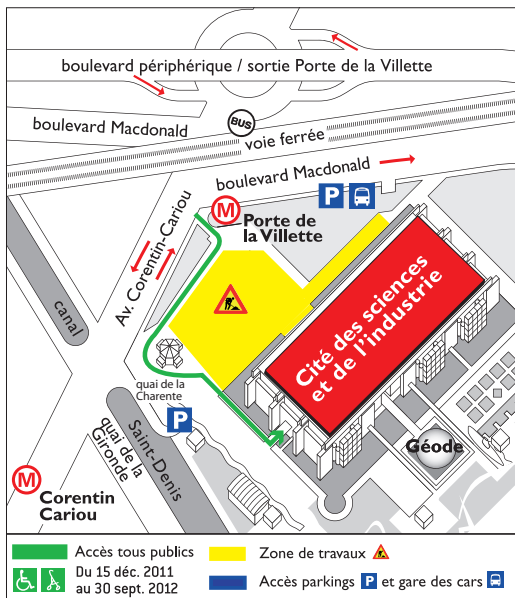 boulevard périphérique / sortie Porte de la Villette
boulevard Macdonald
BUS
voie ferrée
boulevard Macdonald
P
M
Porte de
la Villette
Av. Corentin-Cariou
canal
Cité des sciences
et de l'industrie
quai de la
Charente
P
Saint-Denis
quai de la
Gironde
Géode
M
Corentin
Cariou
Accès tous publics
Du 15 déc. 2011
au 30 sept. 2012
Zone de travaux
Accès parkings P et gare des cars